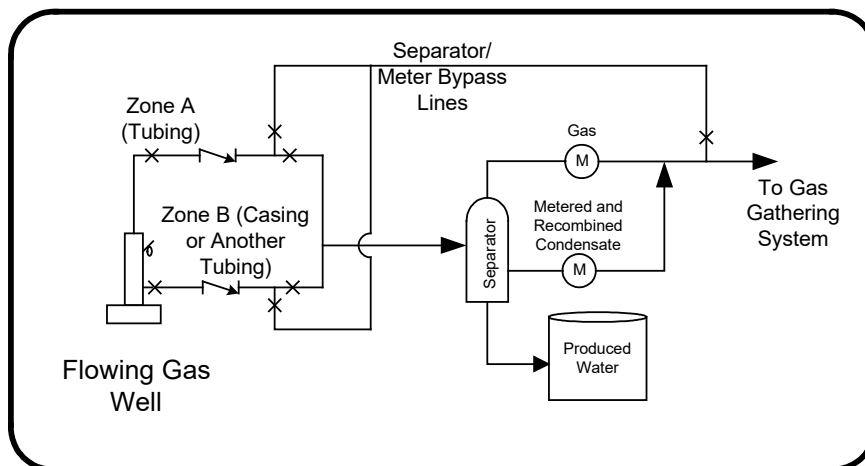 Separator/
Meter Bypass
Lines
Zone A
(Tubing)
Gas
M
To Gas
Gathering
System
Zone B (Casing
or Another
Tubing)
Metered and
Recombined
Condensate
M
Separator
Produced
Water
Flowing Gas
Well